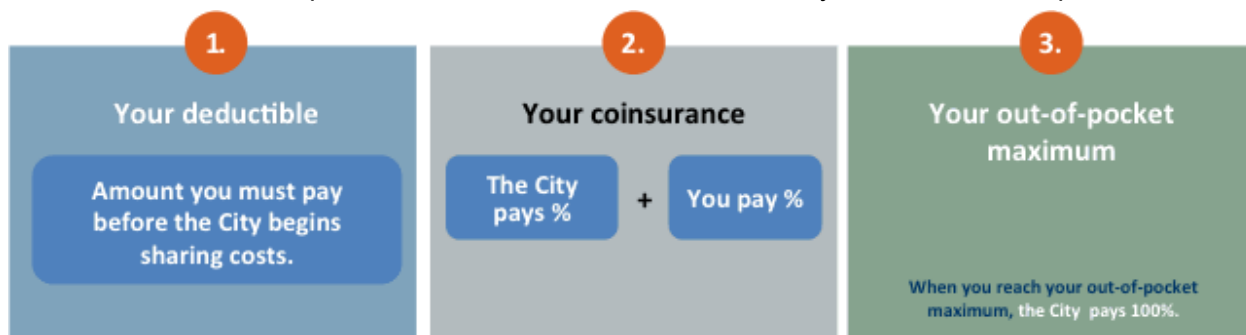 1.
Your deductible
Amount you must pay
before the City begins
sharing costs.
2.
Your coinsurance
The City
pays %
+
You pay %
3.
Your out-of-pocket
maximum
When you reach your out-of-pocket
maximum, the City pays 100%.